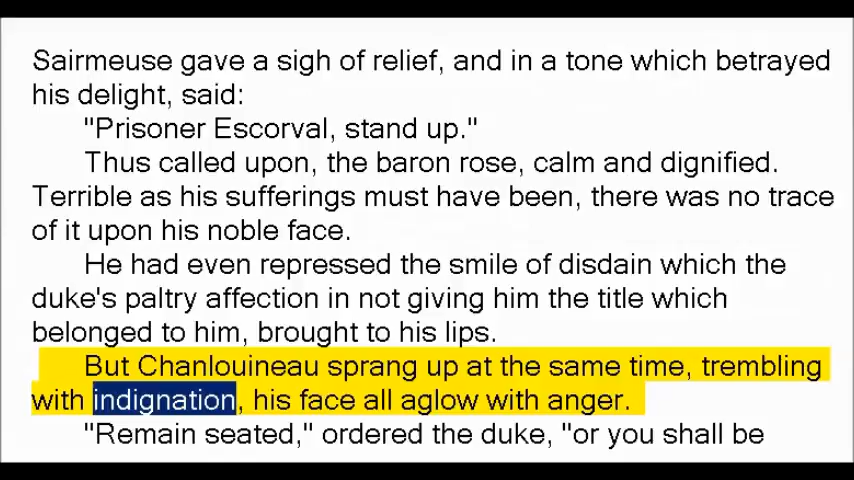 Sairmeuse gave a sigh of relief, and in a tone which betrayed
his delight, said:
"Prisoner Escorval, stand up."
Thus called upon, the baron rose, calm and dignified.
Terrible as his sufferings must have been, there was no trace
of it upon his noble face.
He had even repressed the smile of disdain which the
duke's paltry affection in not giving him the title which
belonged to him, brought to his lips.
But Chanlouineau sprang up at the same time, trembling
with indignation, his face all aglow with anger.
"Remain seated," ordered the duke, "or you shall be